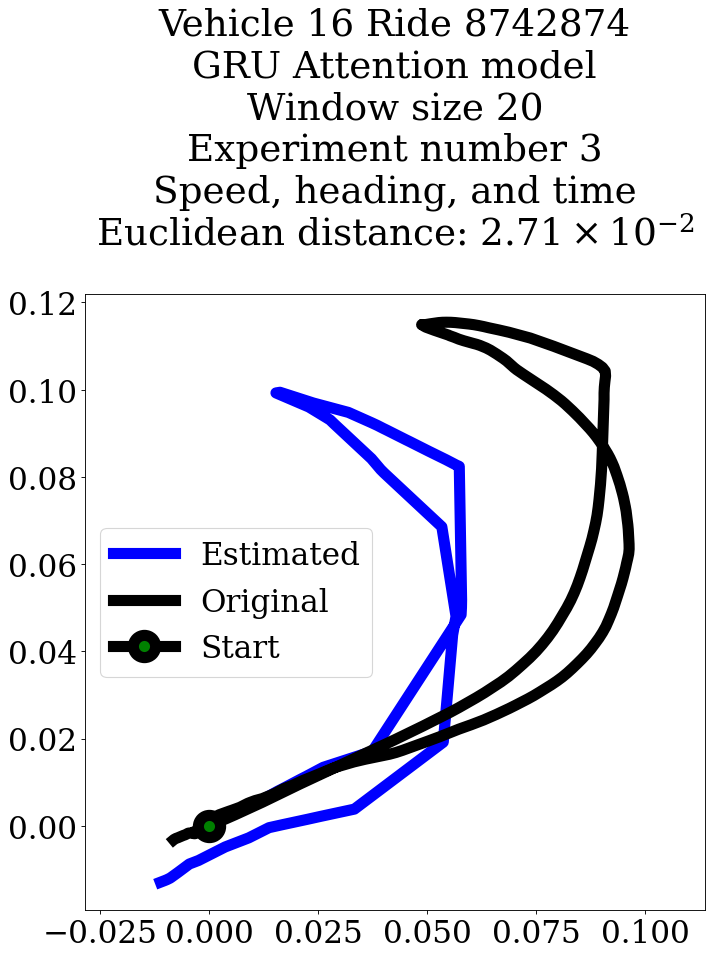 Vehicle 16 Ride 8742874
GRU Attention model
Window size 20
Experiment number 3
Speed, heading, and time
Euclidean distance: 2.71 × 10⁻²
0.12
0.10
0.08
0.06
0.04
0.02
0.00
Estimated
Original
Start
−0.025 0.000 0.025 0.050 0.075 0.100